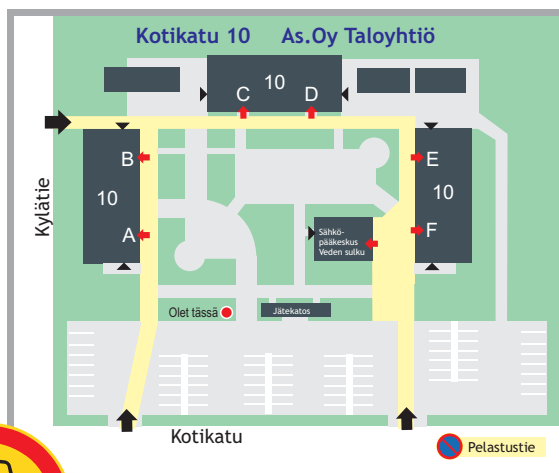 Kotikatu 10 As.Oy Taloyhtiö
10
C D
B
10
A
E
10
F
Kylätie
Sähkö-
pääkeskus
Veden sulku
Olet tässä
Jätekatos
Kotikatu
Pelastustie